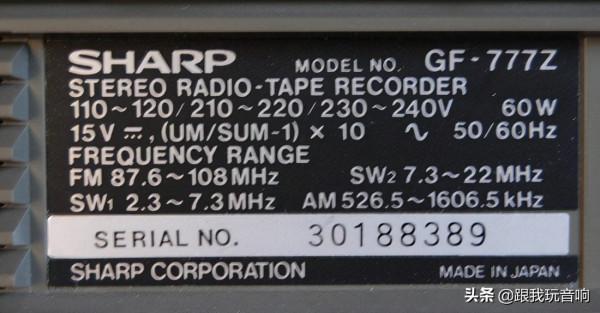 SHARP MODEL NO. GF-777Z
STEREO RADIO-TAPE RECORDER
110~120/210~220/230~240V 60W
15V ⎓, (UM/SUM-1) × 10 ∿ 50/60Hz
FREQUENCY RANGE
FM 87.6~108MHz SW2 7.3~22MHz
SW1 2.3~7.3MHz AM 526.5~1606.5kHz
SERIAL NO. 30188389
SHARP CORPORATION MADE IN JAPAN
头条 @跟我玩音响